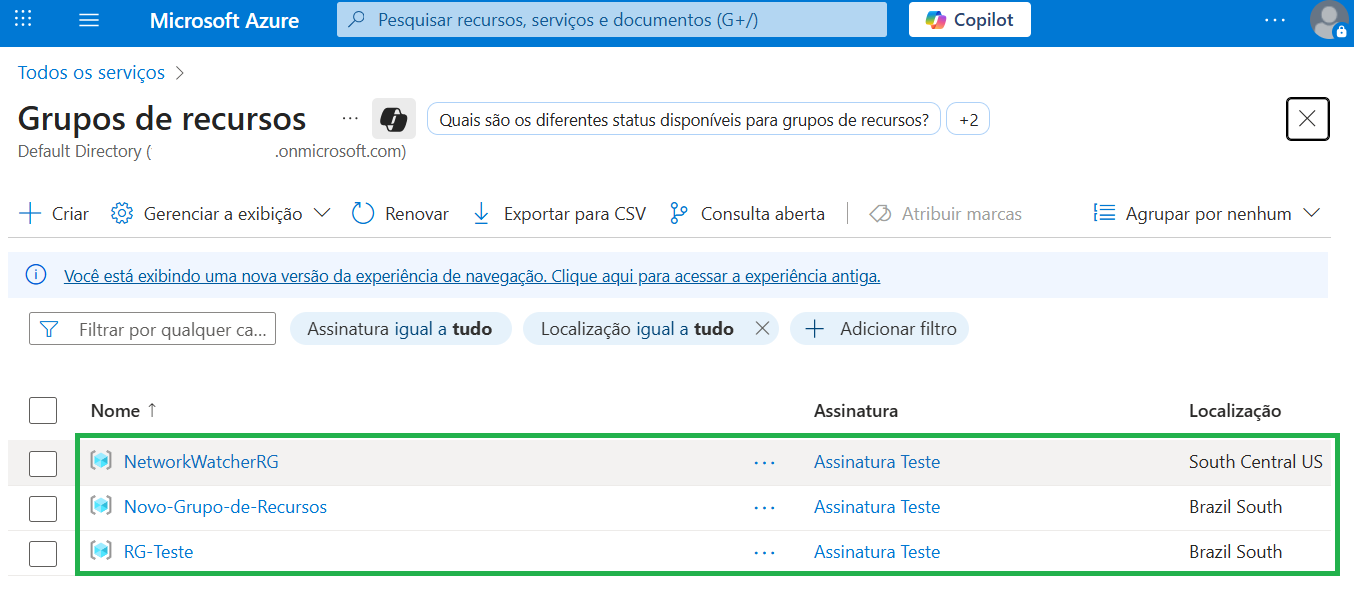 Microsoft Azure
Pesquisar recursos, serviços e documentos (G+/)
Copilot
Todos os serviços
Grupos de recursos
Quais são os diferentes status disponíveis para grupos de recursos?
+2
Default Directory ( .onmicrosoft.com)
Criar
Gerenciar a exibição
Renovar
Exportar para CSV
Consulta aberta
Atribuir marcas
Agrupar por nenhum
Você está exibindo uma nova versão da experiência de navegação. Clique aqui para acessar a experiência antiga.
Filtrar por qualquer ca...
Assinatura igual a tudo
Localização igual a tudo
Adicionar filtro
Nome ↑ Assinatura Localização
NetworkWatcherRG ... Assinatura Teste South Central US
Novo-Grupo-de-Recursos ... Assinatura Teste Brazil South
RG-Teste ... Assinatura Teste Brazil South